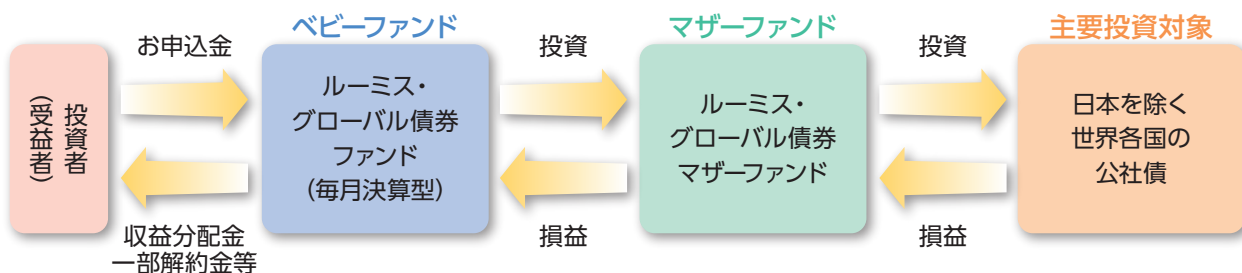 お申込金
投資者
(受益者)
収益分配金
一部解約金等
ベビーファンド
ルーミス・
グローバル債券
ファンド
(毎月決算型)
投資
損益
マザーファンド
ルーミス・
グローバル債券
マザーファンド
投資
損益
主要投資対象
日本を除く
世界各国の
公社債